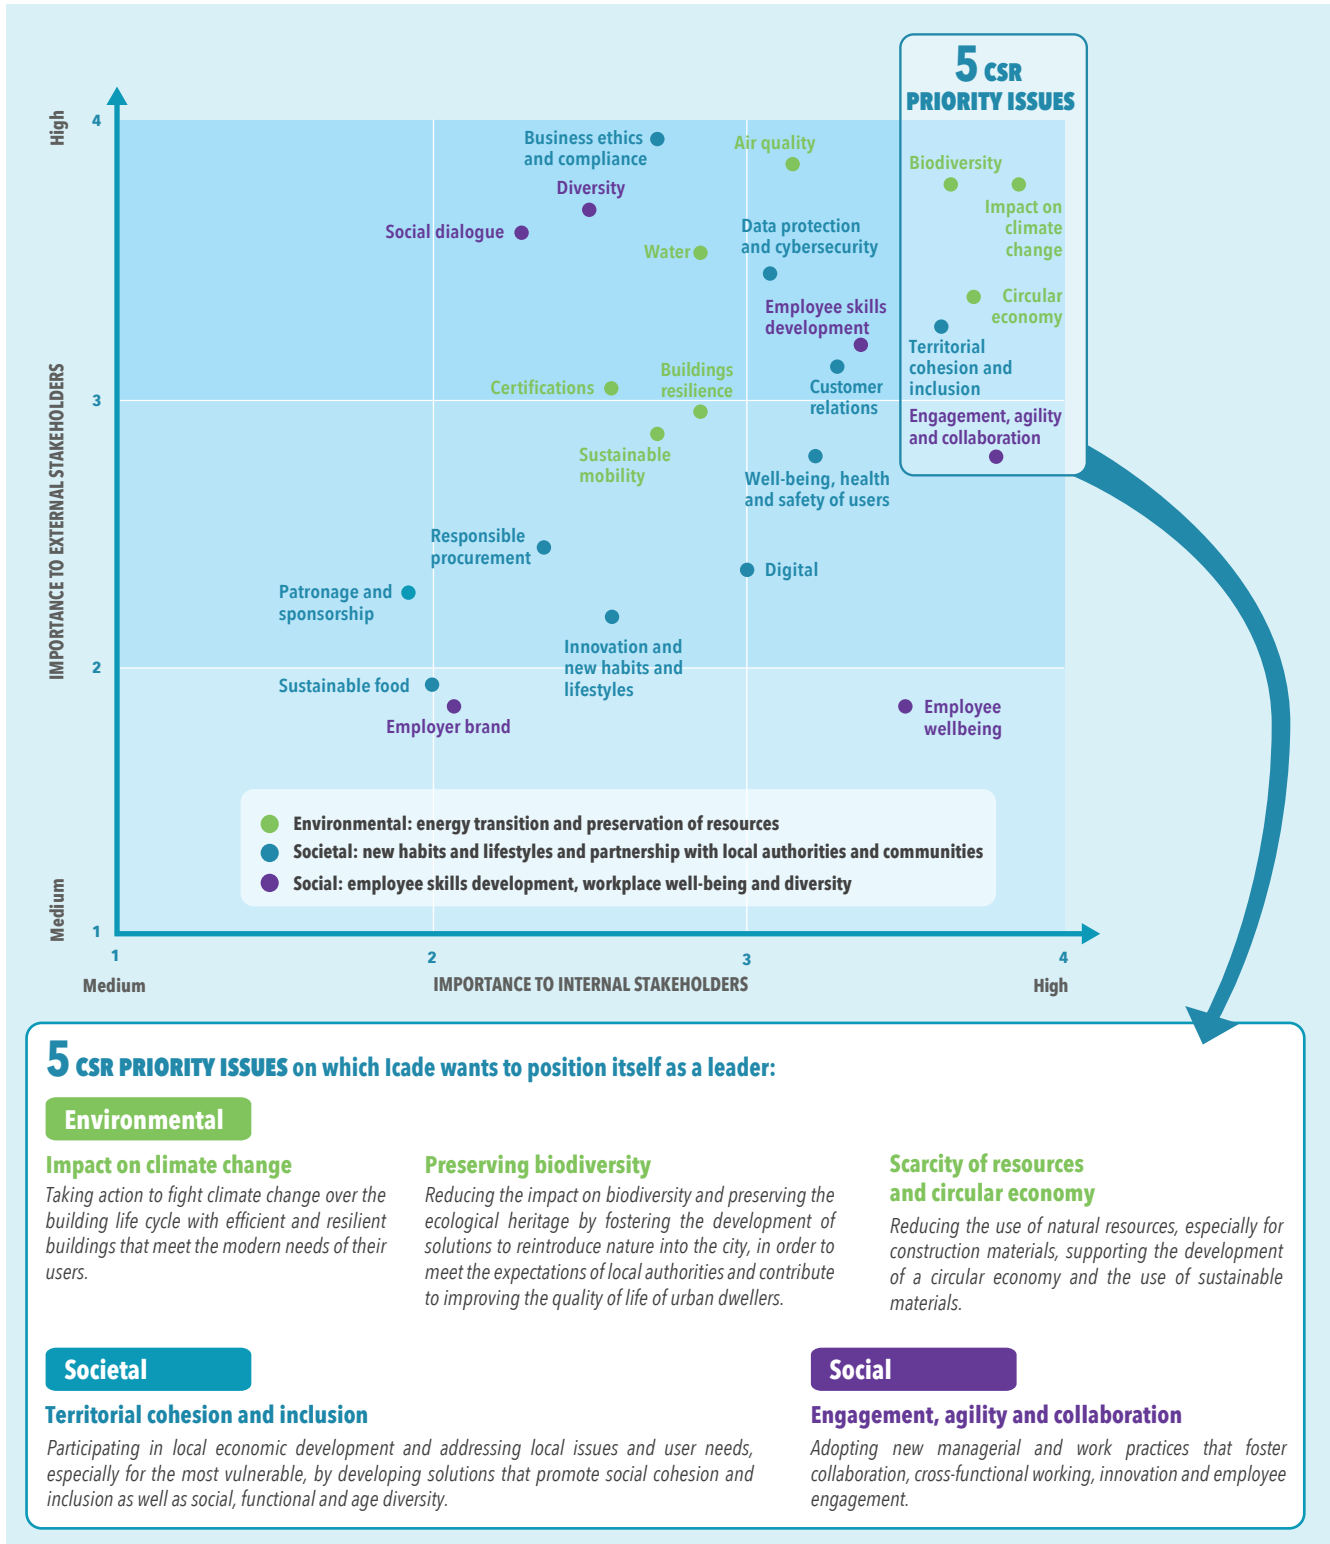 5 CSR
PRIORITY ISSUES
High
4
Business ethics
and compliance
Air quality
Biodiversity
Diversity
Impact on
climate
change
Social dialogue
Data protection
and cybersecurity
Water
Circular
economy
Employee skills
development
Territorial
cohesion and
inclusion
Buildings
resilience
Certifications
Customer
relations
IMPORTANCE TO EXTERNAL STAKEHOLDERS
3
Engagement, agility
and collaboration
Sustainable
mobility
Well-being, health
and safety of users
Responsible
procurement
Digital
Patronage and
sponsorship
Innovation and
new habits and
lifestyles
2
Sustainable food
Employer brand
Employee
wellbeing
Environmental: energy transition and preservation of resources
Societal: new habits and lifestyles and partnership with local authorities and communities
Social: employee skills development, workplace well-being and diversity
Medium
1
1
2
3
4
Medium
IMPORTANCE TO INTERNAL STAKEHOLDERS
High
5 CSR PRIORITY ISSUES on which Icade wants to position itself as a leader:
Environmental
Impact on climate change
Taking action to fight climate change over the
building life cycle with efficient and resilient
buildings that meet the modern needs of their
users.
Preserving biodiversity
Reducing the impact on biodiversity and preserving the
ecological heritage by fostering the development of
solutions to reintroduce nature into the city, in order to
meet the expectations of local authorities and contribute
to improving the quality of life of urban dwellers.
Scarcity of resources
and circular economy
Reducing the use of natural resources, especially for
construction materials, supporting the development
of a circular economy and the use of sustainable
materials.
Societal
Territorial cohesion and inclusion
Participating in local economic development and addressing local issues and user needs,
especially for the most vulnerable, by developing solutions that promote social cohesion and
inclusion as well as social, functional and age diversity.
Social
Engagement, agility and collaboration
Adopting new managerial and work practices that foster
collaboration, cross-functional working, innovation and employee
engagement.